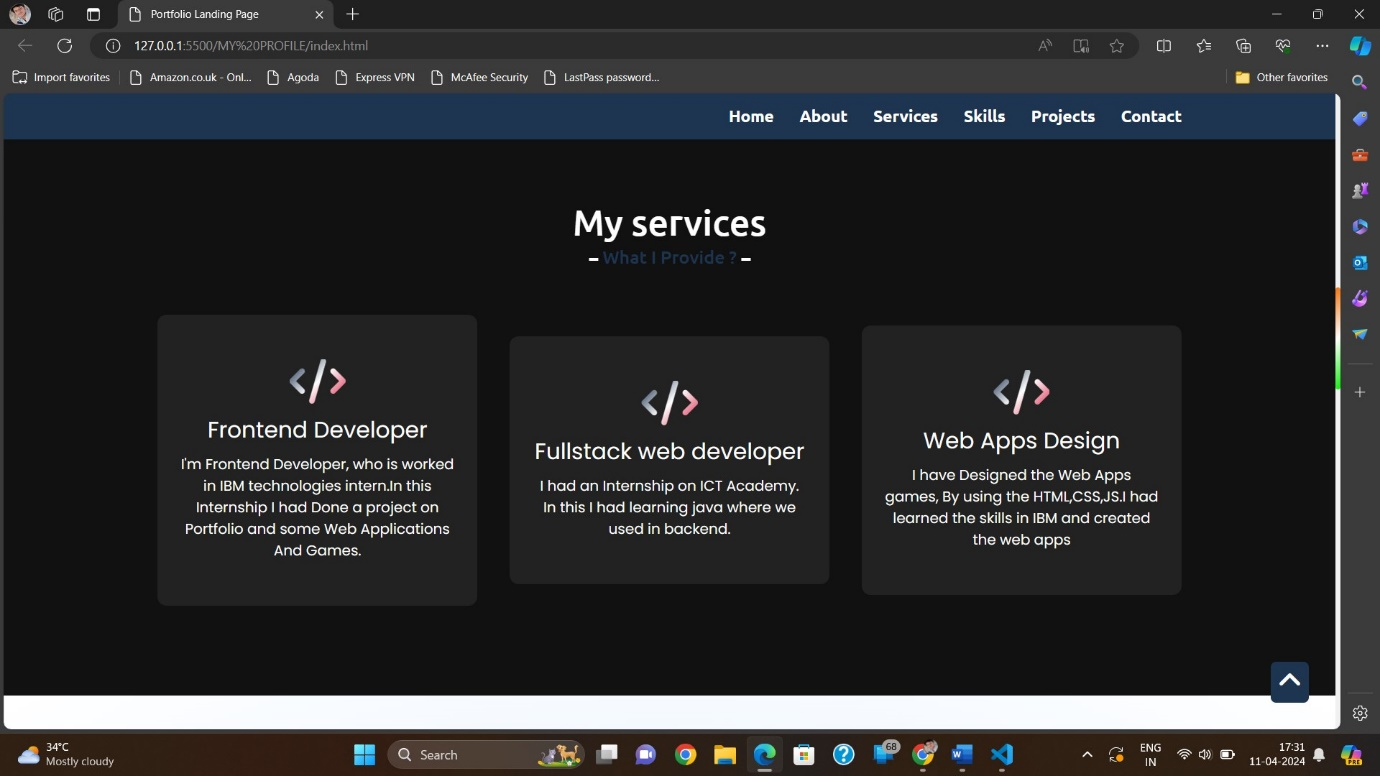 Portfolio Landing Page
127.0.0.1:5500/MY%20PROFILE/index.html
Import favorites
Amazon.co.uk - Onl...
Agoda
Express VPN
McAfee Security
LastPass password...
Other favorites
Home
About
Services
Skills
Projects
Contact
My services
– What I Provide ? –
</>
Frontend Developer
I'm Frontend Developer, who is worked
in IBM technologies intern.In this
Internship I had Done a project on
Portfolio and some Web Applications
And Games.
</>
Fullstack web developer
I had an Internship on ICT Academy.
In this I had learning java where we
used in backend.
</>
Web Apps Design
I have Designed the Web Apps
games, By using the HTML,CSS,JS.I had
learned the skills in IBM and created
the web apps
34°C
Mostly cloudy
Search
68
ENG
IN
17:31
11-04-2024
PRE